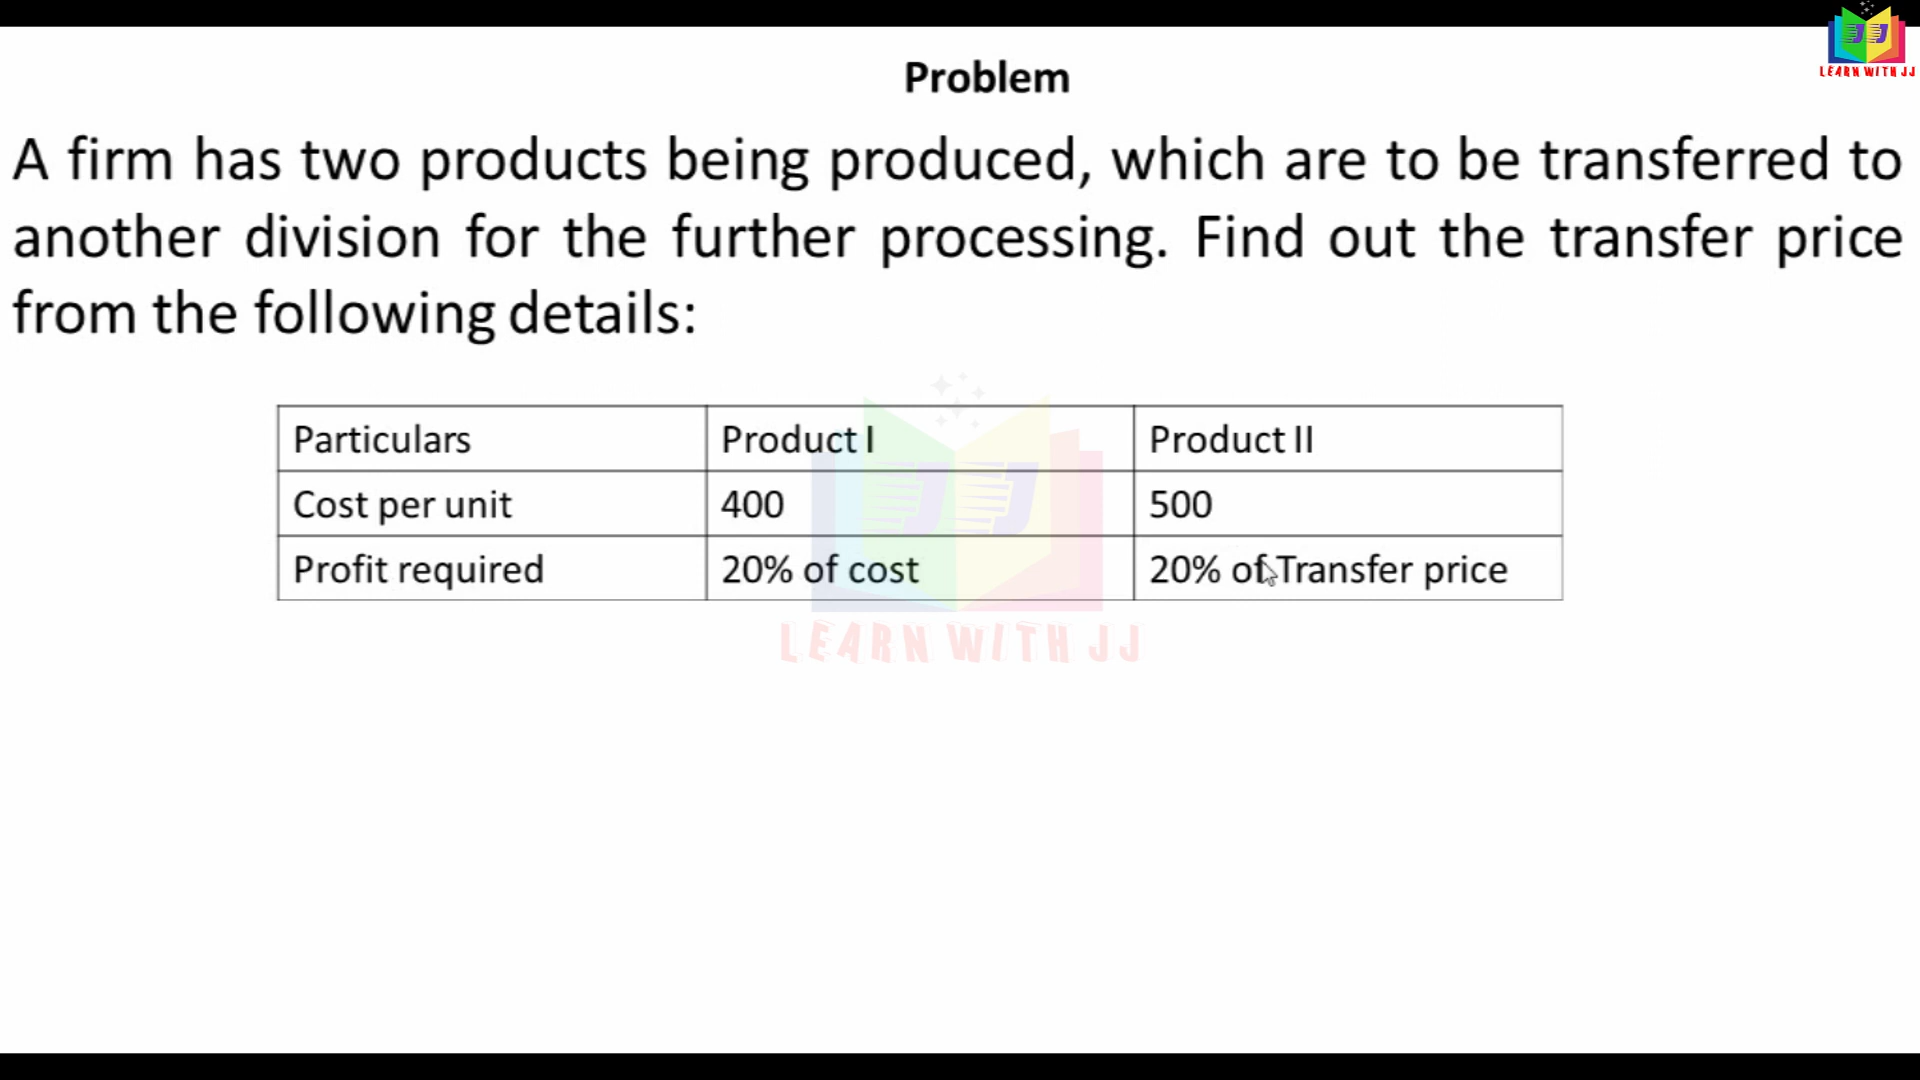 Problem
LEARN WITH JJ
A firm has two products being produced, which are to be transferred to
another division for the further processing. Find out the transfer price
from the following details:
Particulars Product I Product II
Cost per unit 400 500
Profit required 20% of cost 20% of Transfer price
JJ
LEARN WITH JJ